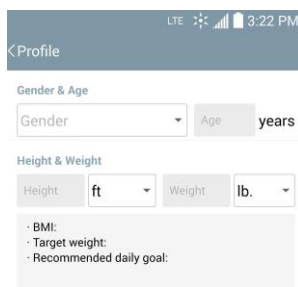 LTE 3:22 PM
<Profile
Gender & Age
Gender Age years
Height & Weight
Height ft Weight lb.
· BMI:
· Target weight:
· Recommended daily goal: